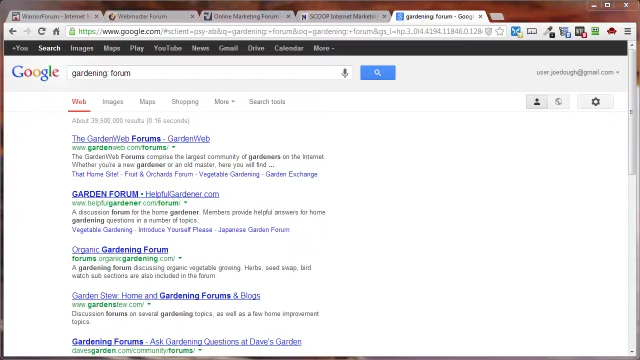 WarriorForum - Internet M
Webmaster Forum
Online Marketing Forum
SCOOP Internet Marketing
gardening: forum - Google
https://www.google.com/#sclient=psy-ab&q=gardening:+forum&oq=gardening:+forum&gs_l=hp.3.0l4.4194.11846.0.12584
+You Search Images Maps Play YouTube News Gmail Drive Calendar More
Google gardening: forum user.joedough@gmail.com
Web Images Maps Shopping More Search tools
About 39,500,000 results (0.16 seconds)
The GardenWeb Forums - GardenWeb
www.gardenweb.com/forums/
The GardenWeb Forums comprise the largest community of gardeners on the Internet.
Whether you're a new gardener or an old master gardener, here you will find ...
That Home Site! - Fruit & Orchards Forum - Vegetable Gardening - Garden Exchange
GARDEN FORUM • HelpfulGardener.com
www.helpfulgardener.com/forum/
A discussion forum for the home gardener. Members provide helpful answers for home
gardening questions in a number of topics.
Vegetable Gardening - Introduce Yourself Please - Japanese Garden Forum
Organic Gardening Forum
forums.organicgardening.com/
A gardening forum discussing organic vegetable growing. Herbs, seed swap, bird
watch sub sections are also included in the forum.
Garden Stew: Home and Gardening Forums & Blogs
www.gardenstew.com/
Discussion forums on several gardening topics, as well as a few home improvement
topics
Gardening Forums - Ask Gardening Questions at Dave's Garden
davesgarden.com/community/forums/